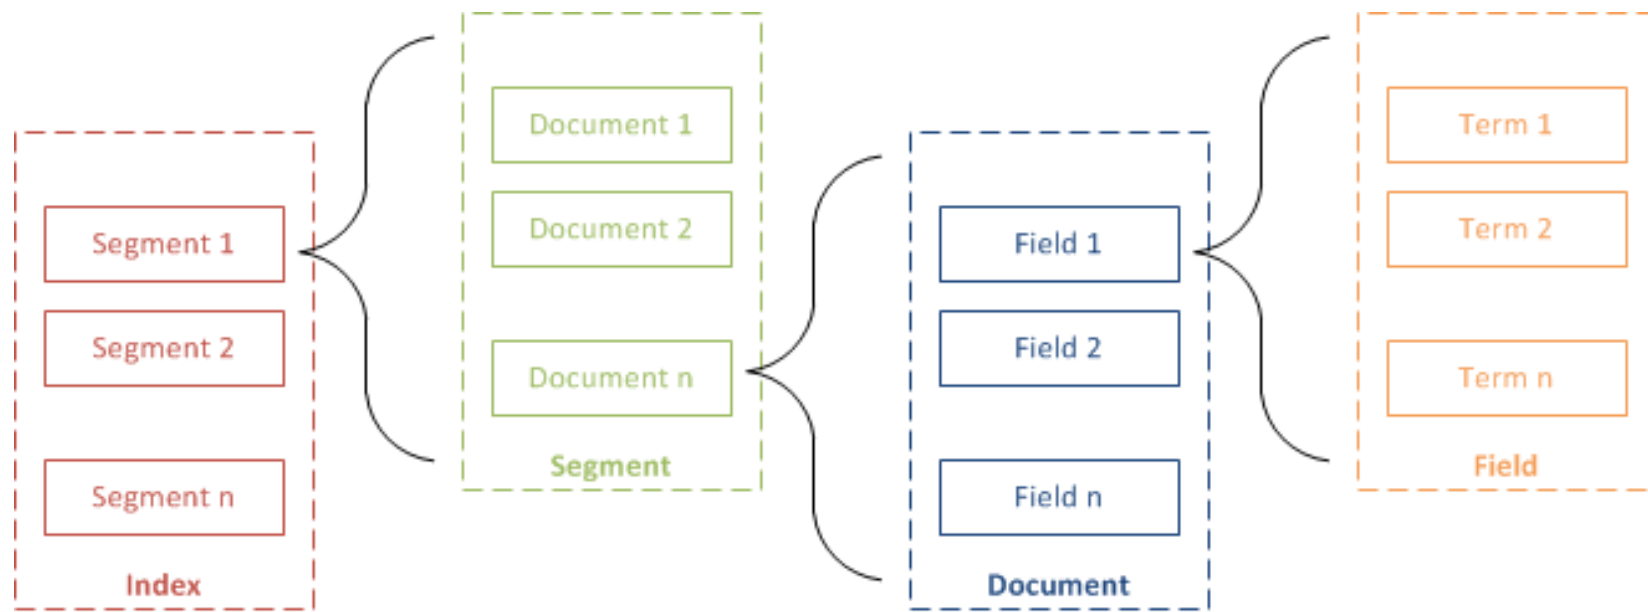 Segment 1
Segment 2
Segment n
Index
Document 1
Document 2
Document n
Segment
Field 1
Field 2
Field n
Document
Term 1
Term 2
Term n
Field